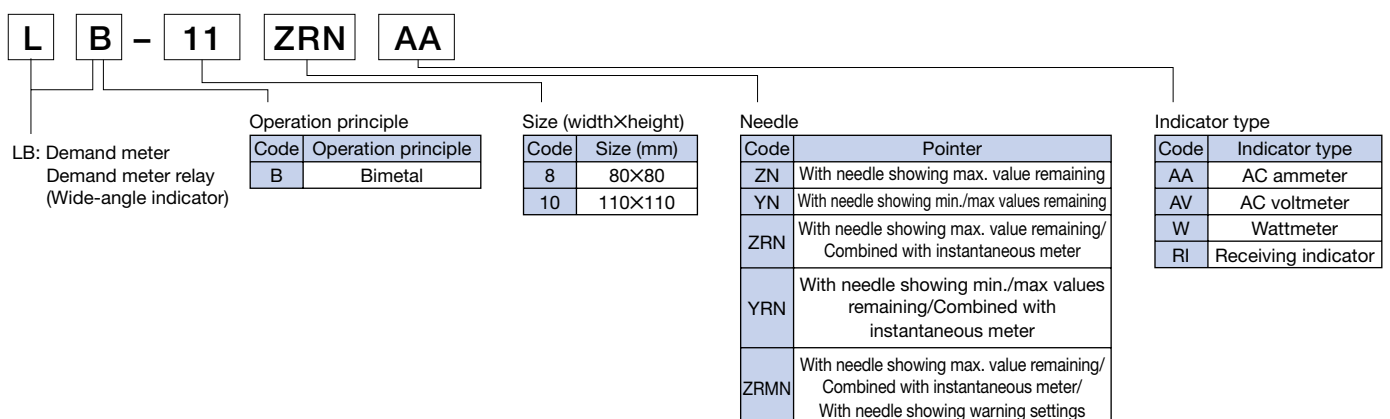 L B – 11 ZRN AA
LB: Demand meter
Demand meter relay
(Wide-angle indicator)
Operation principle
Code Operation principle
B Bimetal
Size (width×height)
Code Size (mm)
8 80×80
10 110×110
Needle
Code Pointer
ZN With needle showing max. value remaining
YN With needle showing min./max values remaining
ZRN With needle showing max. value remaining/
Combined with instantaneous meter
YRN With needle showing min./max values
remaining/Combined with
instantaneous meter
ZRMN With needle showing max. value remaining/
Combined with instantaneous meter/
With needle showing warning settings
Indicator type
Code Indicator type
AA AC ammeter
AV AC voltmeter
W Wattmeter
RI Receiving indicator